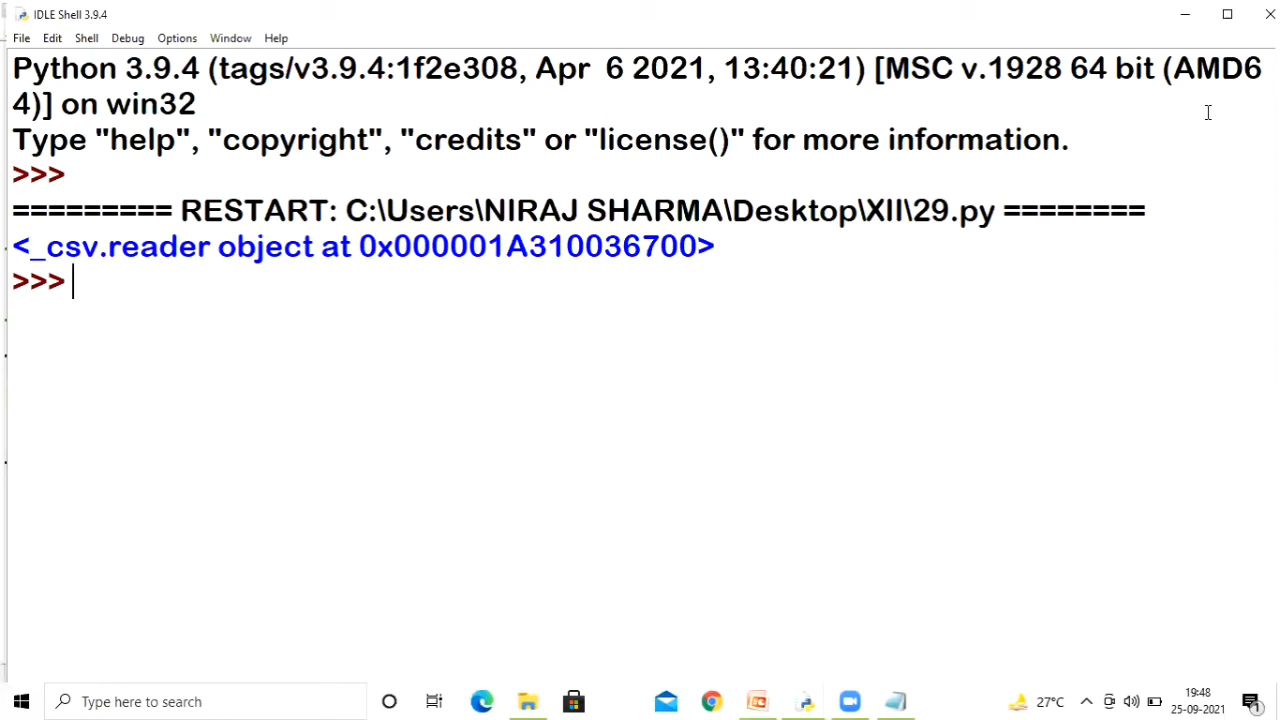 IDLE Shell 3.9.4
File Edit Shell Debug Options Window Help
Python 3.9.4 (tags/v3.9.4:1f2e308, Apr  6 2021, 13:40:21) [MSC v.1928 64 bit (AMD6
4)] on win32
Type "help", "copyright", "credits" or "license()" for more information.
>>>
========= RESTART: C:\Users\NIRAJ SHARMA\Desktop\XII\29.py ========
<_csv.reader object at 0x000001A310036700>
>>>
Type here to search
27°C
19:48
25-09-2021
1